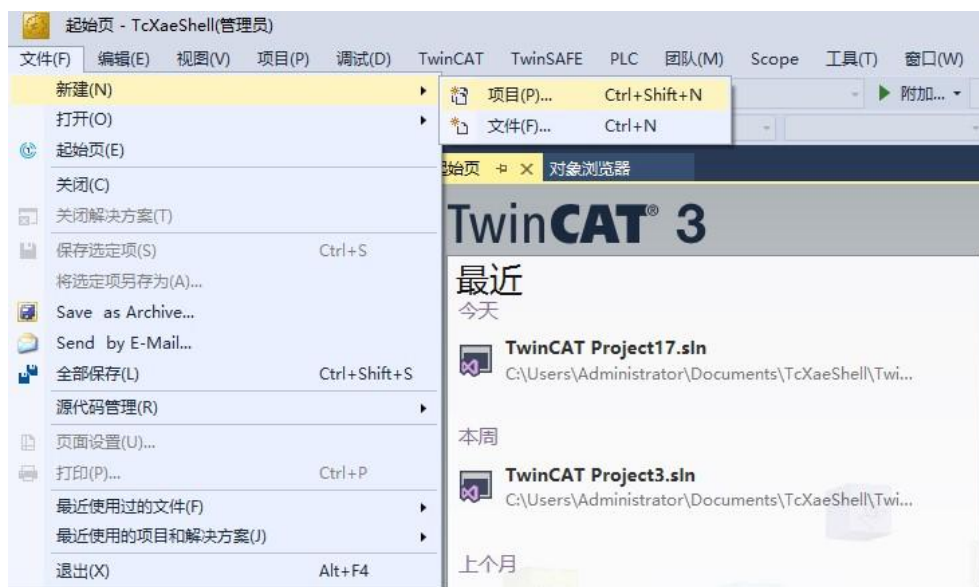 起始页 - TcXaeShell(管理员)
文件(F) 编辑(E) 视图(V) 项目(P) 调试(D) TwinCAT TwinSAFE PLC 团队(M) Scope 工具(T) 窗口(W)
新建(N)
项目(P)... Ctrl+Shift+N
附加...
打开(O)
文件(F)... Ctrl+N
起始页(E)
起始页 对象浏览器
关闭(C)
关闭解决方案(T)
TwinCAT® 3
保存选定项(S) Ctrl+S
将选定项另存为(A)...
最近
今天
Save as Archive...
Send by E-Mail...
TwinCAT Project17.sln
全部保存(L) Ctrl+Shift+S
C:\Users\Administrator\Documents\TcXaeShell\Twi...
源代码管理(R)
页面设置(U)...
本周
打印(P)... Ctrl+P
TwinCAT Project3.sln
C:\Users\Administrator\Documents\TcXaeShell\Twi...
最近使用过的文件(F)
最近使用的项目和解决方案(J)
退出(X) Alt+F4
上个月